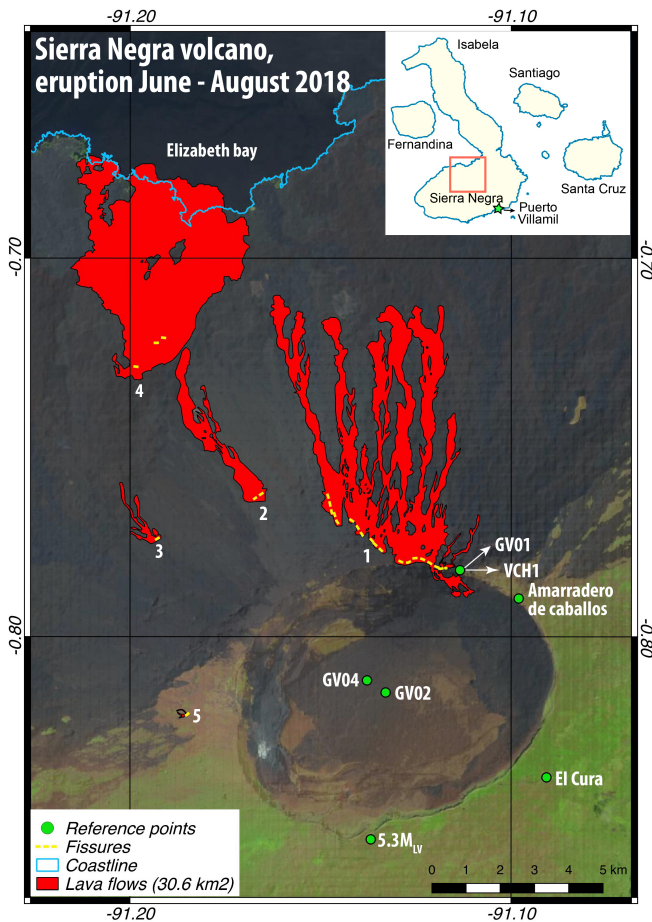 -91.20
-91.10
Sierra Negra volcano,
eruption June - August 2018
Isabela
Santiago
Fernandina
Santa Cruz
Sierra Negra
Puerto
Villamil
Elizabeth bay
-0.70
-0.70
4
2
3
1
GV01
VCH1
Amarradero
de caballos
-0.80
-0.80
GV04
GV02
5
El Cura
5.3MLV
Reference points
Fissures
Coastline
Lava flows (30.6 km2)
0 1 2 3 4 5 km
-91.20
-91.10